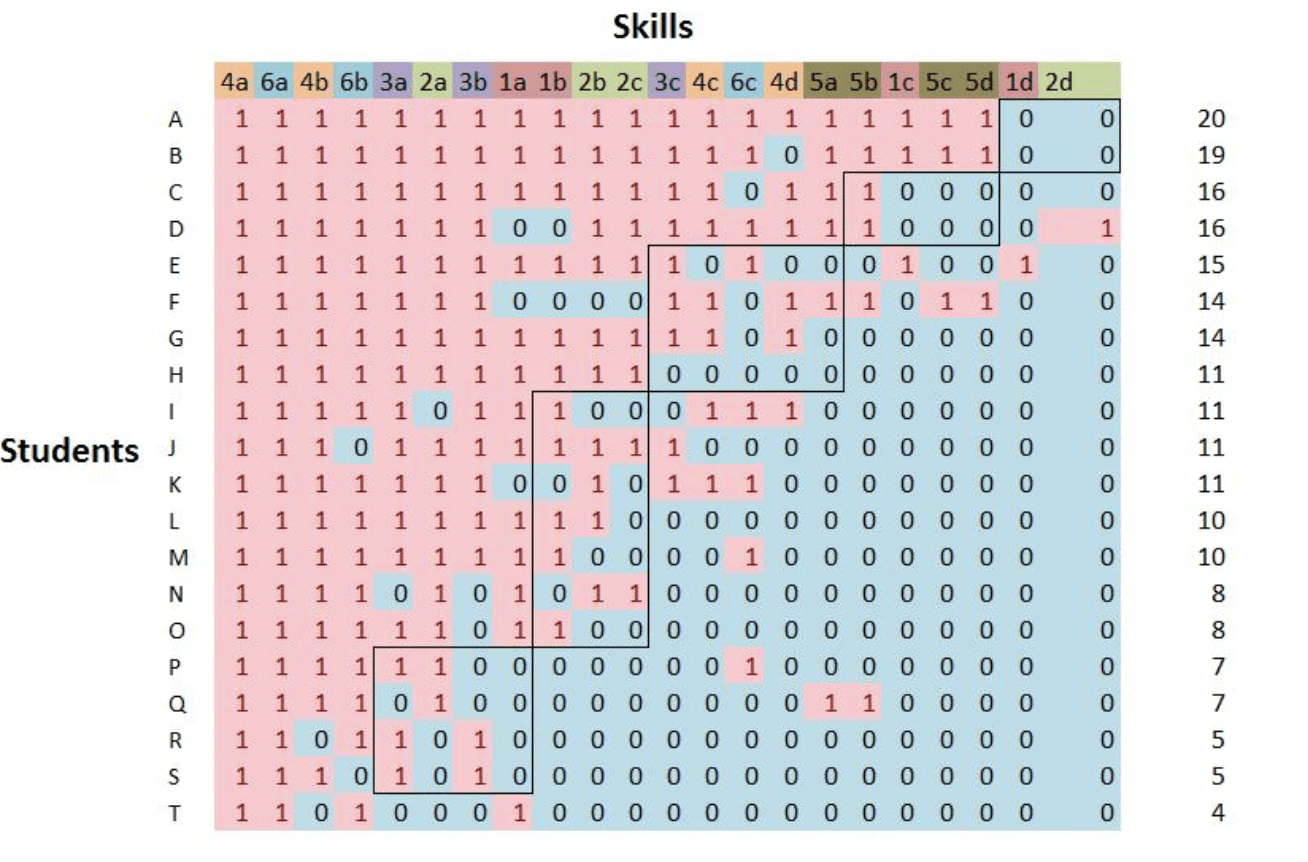 Skills
4a 6a 4b 6b 3a 2a 3b 1a 1b 2b 2c 3c 4c 6c 4d 5a 5b 1c 5c 5d 1d 2d
A 1 1 1 1 1 1 1 1 1 1 1 1 1 1 1 1 1 1 1 1 0 0 20
B 1 1 1 1 1 1 1 1 1 1 1 1 1 1 0 1 1 1 1 1 0 0 19
C 1 1 1 1 1 1 1 1 1 1 1 1 1 0 1 1 1 0 0 0 0 0 16
D 1 1 1 1 1 1 1 0 0 1 1 1 1 1 1 1 1 0 0 0 0 1 16
E 1 1 1 1 1 1 1 1 1 1 1 1 0 1 0 0 0 1 0 0 1 0 15
F 1 1 1 1 1 1 1 0 0 0 0 1 1 0 1 1 1 0 1 1 0 0 14
G 1 1 1 1 1 1 1 1 1 1 1 1 1 0 1 0 0 0 0 0 0 0 14
H 1 1 1 1 1 1 1 1 1 1 1 0 0 0 0 0 0 0 0 0 0 0 11
I 1 1 1 1 1 0 1 1 1 0 0 0 1 1 1 0 0 0 0 0 0 0 11
Students J 1 1 1 0 1 1 1 1 1 1 1 1 0 0 0 0 0 0 0 0 0 0 11
K 1 1 1 1 1 1 1 0 0 1 0 1 1 1 0 0 0 0 0 0 0 0 11
L 1 1 1 1 1 1 1 1 1 1 0 0 0 0 0 0 0 0 0 0 0 0 10
M 1 1 1 1 1 1 1 1 1 0 0 0 0 1 0 0 0 0 0 0 0 0 10
N 1 1 1 1 0 1 0 1 0 1 1 0 0 0 0 0 0 0 0 0 0 0 8
O 1 1 1 1 1 1 0 1 1 0 0 0 0 0 0 0 0 0 0 0 0 0 8
P 1 1 1 1 1 1 0 0 0 0 0 0 0 1 0 0 0 0 0 0 0 0 7
Q 1 1 1 1 0 1 0 0 0 0 0 0 0 0 0 1 1 0 0 0 0 0 7
R 1 1 0 1 1 0 1 0 0 0 0 0 0 0 0 0 0 0 0 0 0 0 5
S 1 1 1 0 1 0 1 0 0 0 0 0 0 0 0 0 0 0 0 0 0 0 5
T 1 1 0 1 0 0 0 1 0 0 0 0 0 0 0 0 0 0 0 0 0 0 4